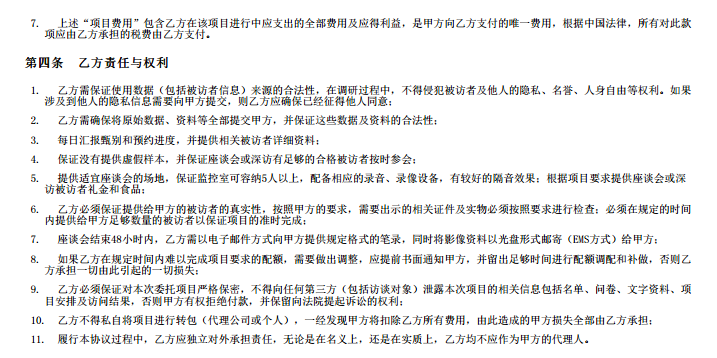 7. 上述“项目费用”包含乙方在该项目进行中应支出的全部费用及应得利益，是甲方向乙方支付的唯一费用，根据中国法律，所有对此款
项应由乙方承担的税费由乙方支付。
第四条 乙方责任与权利
1. 乙方需保证使用数据（包括被访者信息）来源的合法性，在调研过程中，不得侵犯被访者及他人的隐私、名誉、人身自由等权利。如果
涉及到他人的隐私信息需要向甲方提交，则乙方应确保已经征得他人同意；
2. 乙方需确保将原始数据、资料等全部提交甲方，并保证这些数据及资料的合法性；
3. 每日汇报甄别和预约进度，并提供相关被访者详细资料；
4. 保证没有提供虚假样本，并保证座谈会或深访有足够的合格被访者按时参会；
5. 提供适宜座谈会的场地，保证监控室可容纳5人以上，配备相应的录音、录像设备，有较好的隔音效果；根据项目要求提供座谈会或深
访被访者礼金和食品；
6. 乙方必须保证提供给甲方的被访者的真实性，按照甲方的要求，需要出示的相关证件及实物必须按照要求进行检查；必须在规定的时间
内提供给甲方足够数量的被访者以保证项目的准时完成；
7. 座谈会结束48小时内，乙方需以电子邮件方式向甲方提供规定格式的笔录，同时将影像资料以光盘形式邮寄（EMS方式）给甲方；
8. 如果乙方在规定时间内难以完成项目要求的配额，需要做出调整，应提前书面通知甲方，并留出足够时间进行配额调配和补做，否则乙
方承担一切由此引起的一切损失；
9. 乙方必须保证对本次委托项目严格保密，不得向任何第三方（包括访谈对象）泄露本次项目的相关信息包括名单、问卷、文字资料、项
目安排及访问结果，否则甲方有权拒绝付款，并保留向法院提起诉讼的权利；
10. 乙方不得私自将项目进行转包（代理公司或个人），一经发现甲方将扣除乙方所有费用，由此造成的甲方损失全部由乙方承担；
11. 履行本协议过程中，乙方应独立对外承担责任，无论是在名义上，还是在实质上，乙方均不应作为甲方的代理人。